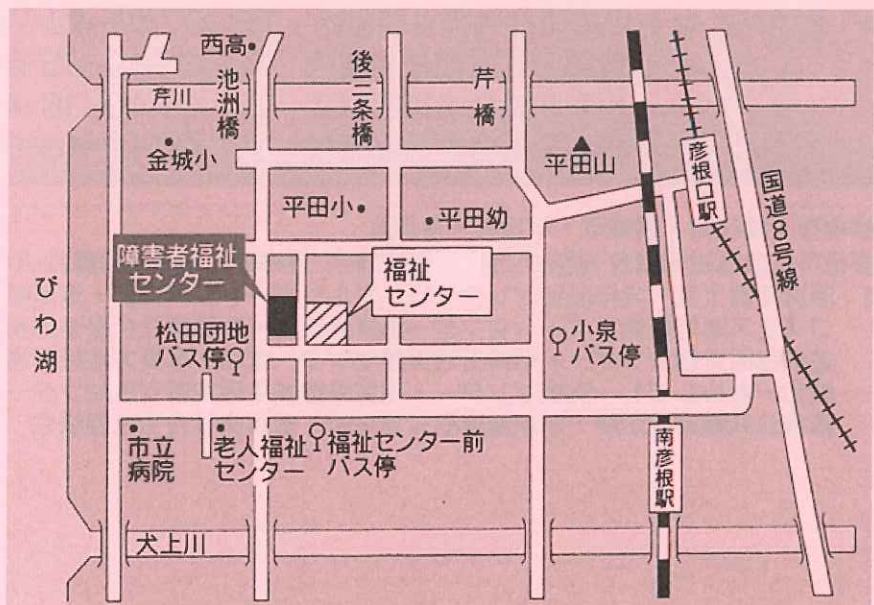 西高
芹川
池洲橋
後三条橋
芹橋
金城小
平田山
彦根口駅
国道8号線
平田小
平田幼
障害者福祉
センター
福祉
センター
びわ湖
松田団地
バス停
小泉
バス停
市立
病院
老人福祉
センター
福祉センター前
バス停
南彦根駅
犬上川